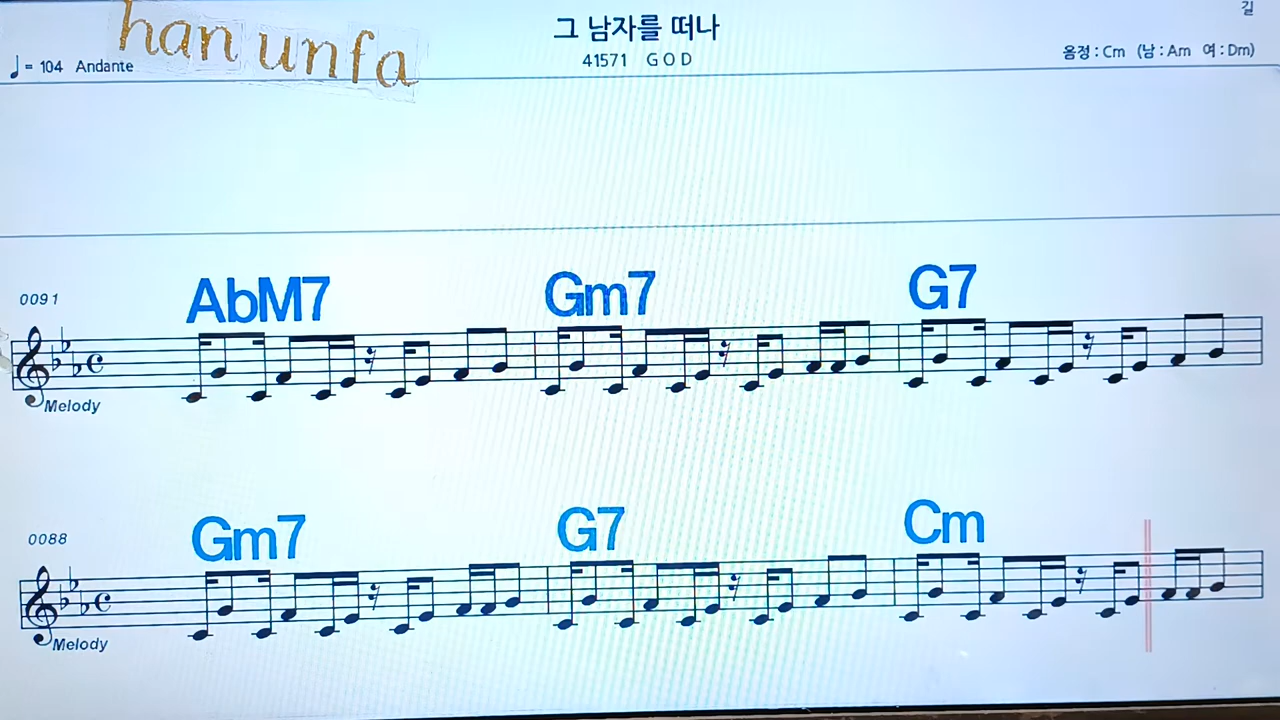 han unfa
그 남자를 떠나
길
♩= 104 Andante
41571 G O D
음정 : Cm (남 : Am 여 : Dm)
AbM7 Gm7 G7
0091
Melody
Gm7 G7 Cm
0088
Melody